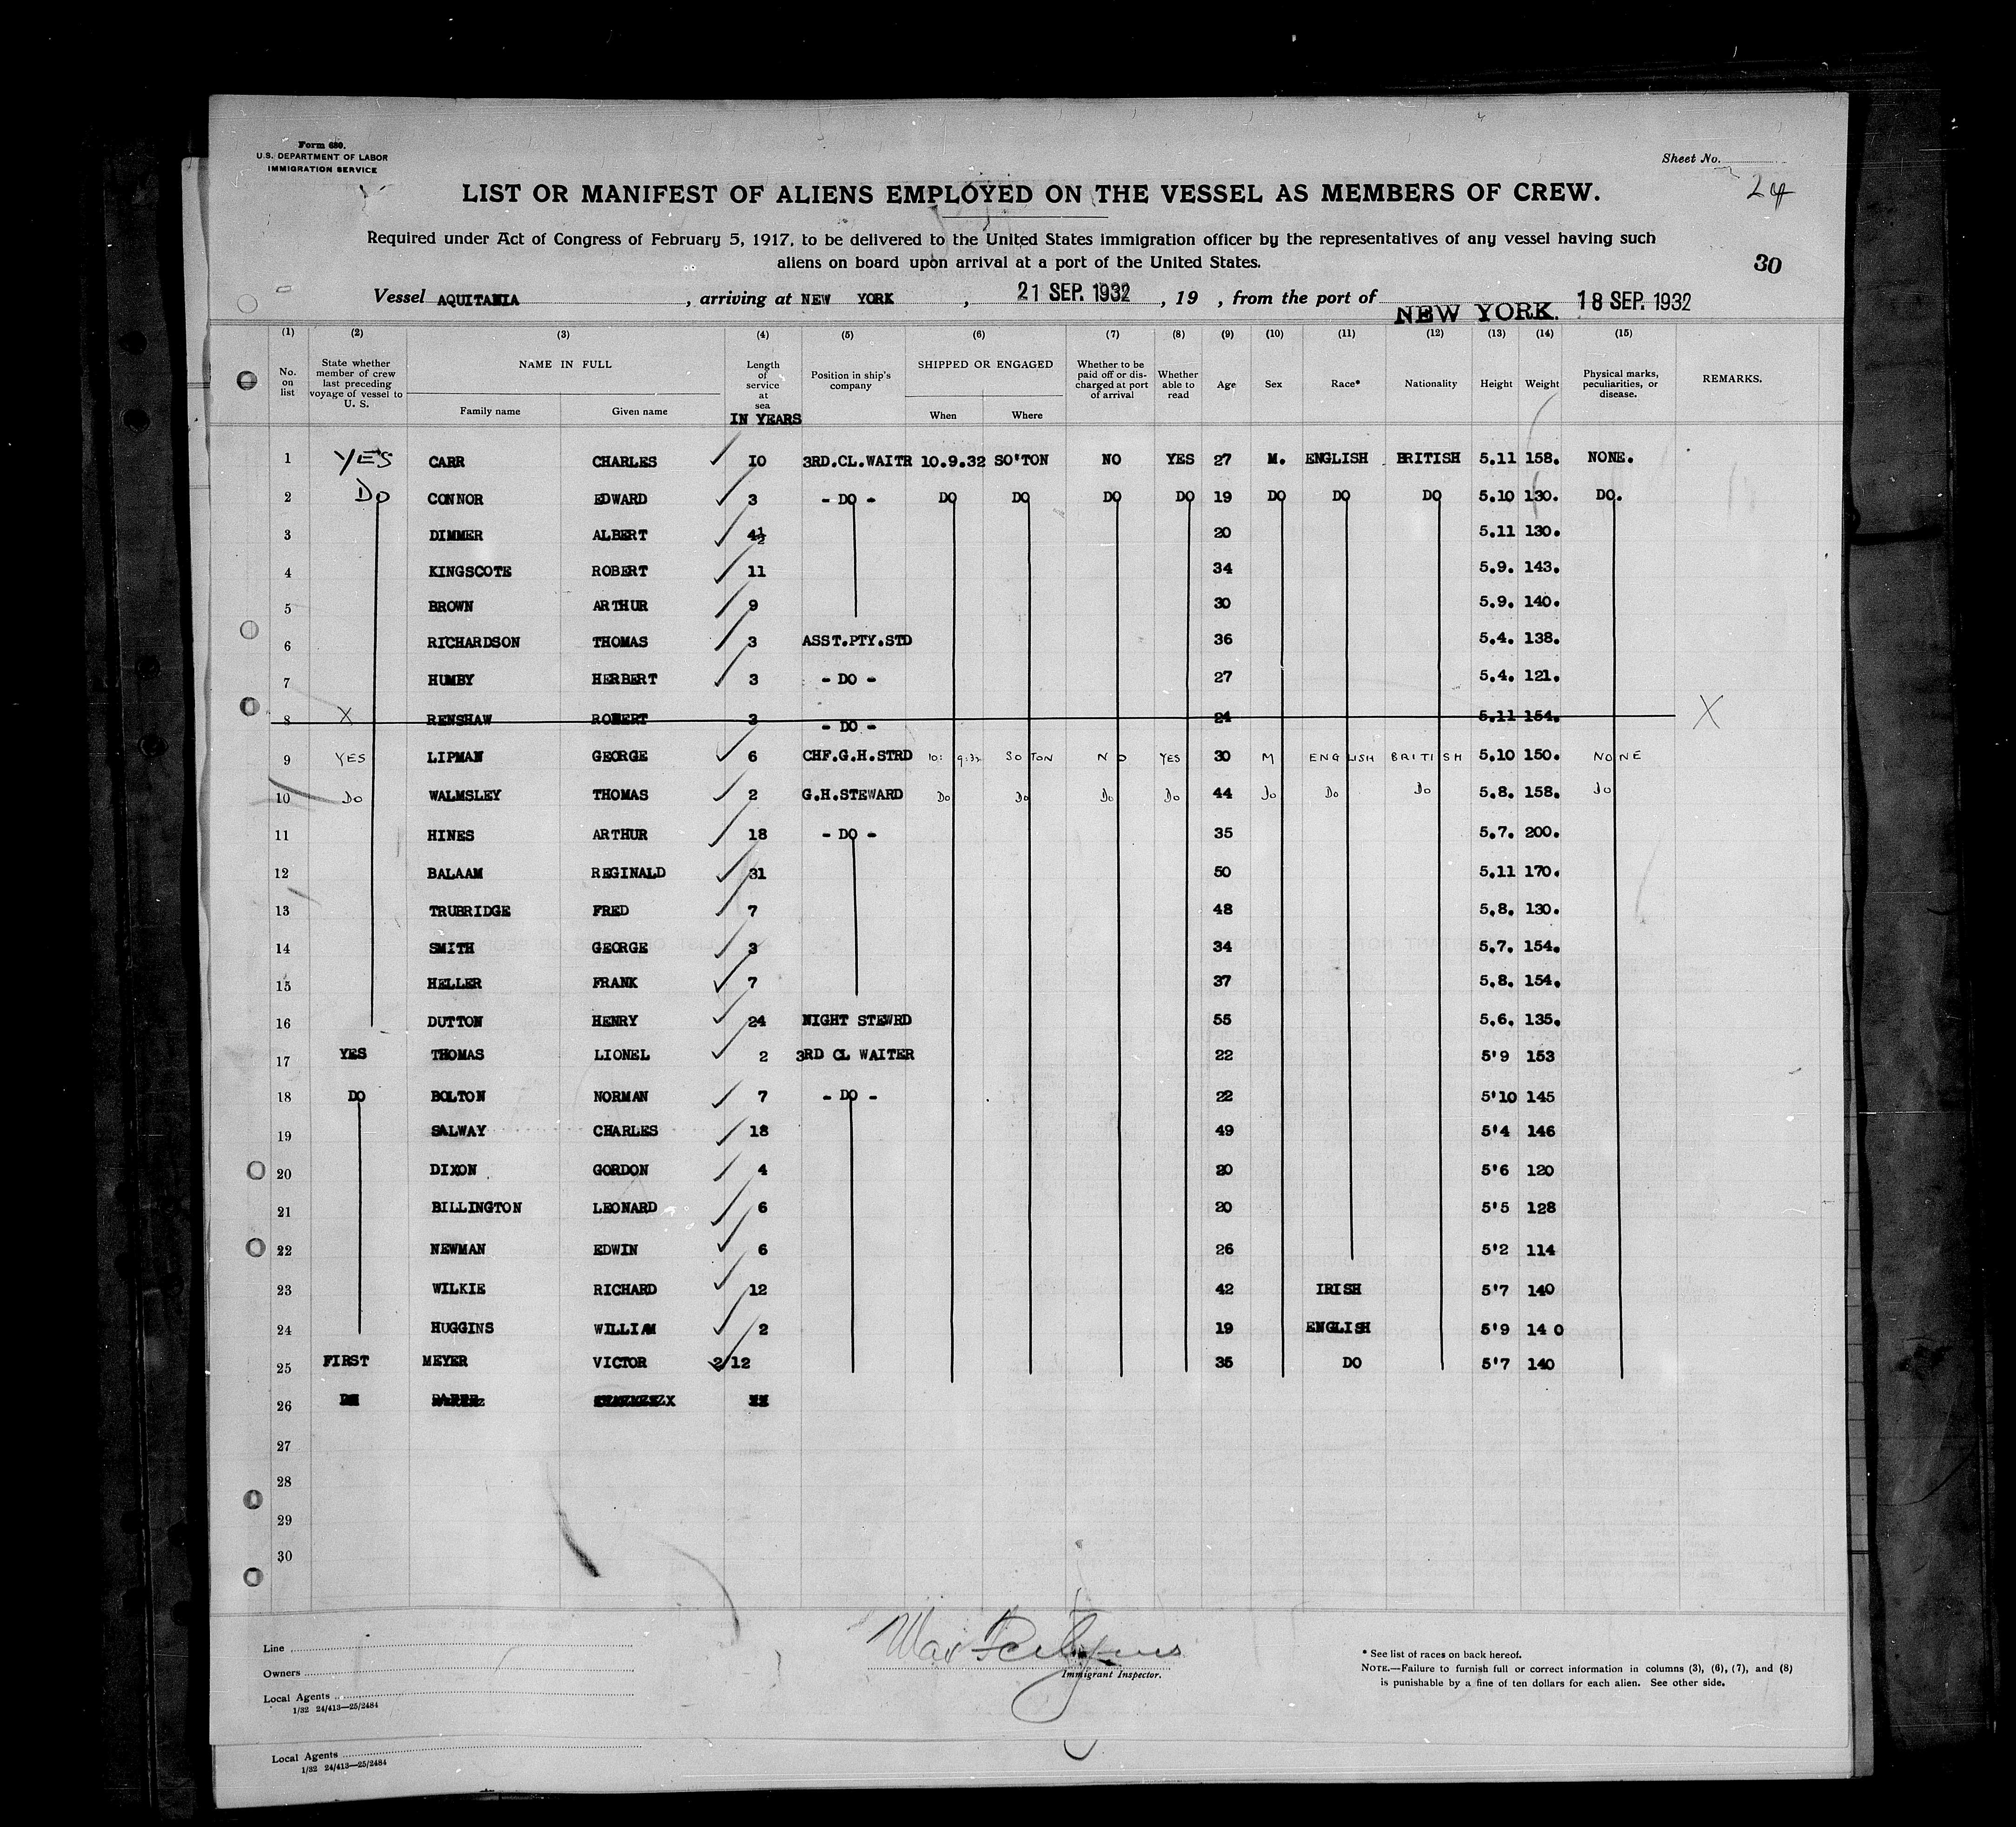 Form 680.
U.S. DEPARTMENT OF LABOR
IMMIGRATION SERVICE
Sheet No.
24
LIST OR MANIFEST OF ALIENS EMPLOYED ON THE VESSEL AS MEMBERS OF CREW.
Required under Act of Congress of February 5, 1917, to be delivered to the United States immigration officer by the representatives of any vessel having such
aliens on board upon arrival at a port of the United States.
30
Vessel AQUITANIA, arriving at NEW YORK, 21 SEP. 1932, 19 , from the port of NEW YORK. 18 SEP. 1932
(1) (2) (3) (4) (5) (6) (7) (8) (9) (10) (11) (12) (13) (14) (15)
No. on list State whether member of crew last preceding voyage of vessel to U. S. NAME IN FULL Family name Given name Length of service at sea IN YEARS Position in ship's company SHIPPED OR ENGAGED When Where Whether to be paid off or discharged at port of arrival Whether able to read Age Sex Race* Nationality Height Weight Physical marks, peculiarities, or disease. REMARKS.
1 YES CARR CHARLES 10 3RD.CL.WAITR 10.9.32 SO'TON NO YES 27 M. ENGLISH BRITISH 5.11 158. NONE.
2 Do CONNOR EDWARD 3 - DO - DO DO DO DO 19 DO DO DO 5.10 130. DO.
3 DIMMER ALBERT 4½ 20 5.11 130.
4 KINGSCOTE ROBERT 11 34 5.9. 143.
5 BROWN ARTHUR 9 30 5.9. 140.
6 RICHARDSON THOMAS 3 ASST.PTY.STD 36 5.4. 138.
7 HUMBY HERBERT 3 - DO - 27 5.4. 121.
8 X RENSHAW ROBERT 3 - DO - 24 5.11 154. X
9 YES LIPMAN GEORGE 6 CHF.G.H.STRD 10: 9:32 SO TON NO YES 30 M ENGLISH BRITISH 5.10 150. NONE
10 Do WALMSLEY THOMAS 2 G.H.STEWARD Do Do Do Do 44 Do Do Do 5.8. 158. Do
11 HINES ARTHUR 18 - DO - 35 5.7. 200.
12 BALAAM REGINALD 31 50 5.11 170.
13 TRUBRIDGE FRED 7 48 5.8. 130.
14 SMITH GEORGE 3 34 5.7. 154.
15 HELLER FRANK 7 37 5.8. 154.
16 DUTTON HENRY 24 NIGHT STEWRD 55 5.6. 135.
17 YES THOMAS LIONEL 2 3RD CL WAITER 22 5'9 153
18 DO BOLTON NORMAN 7 - DO - 22 5'10 145
19 SALWAY CHARLES 18 49 5'4 146
20 DIXON GORDON 4 20 5'6 120
21 BILLINGTON LEONARD 6 20 5'5 128
22 NEWMAN EDWIN 6 26 5'2 114
23 WILKIE RICHARD 12 42 IRISH 5'7 140
24 HUGGINS WILLIAM 2 19 ENGLISH 5'9 14 0
25 FIRST MEYER VICTOR 2/12 35 DO 5'7 140
26
27
28
29
30
Line
Owners
Local Agents
1/32 24/413—25/2484
Immigrant Inspector.
* See list of races on back hereof.
NOTE.—Failure to furnish full or correct information in columns (3), (6), (7), and (8)
is punishable by a fine of ten dollars for each alien. See other side.
Local Agents
1/32 24/413—25/2484